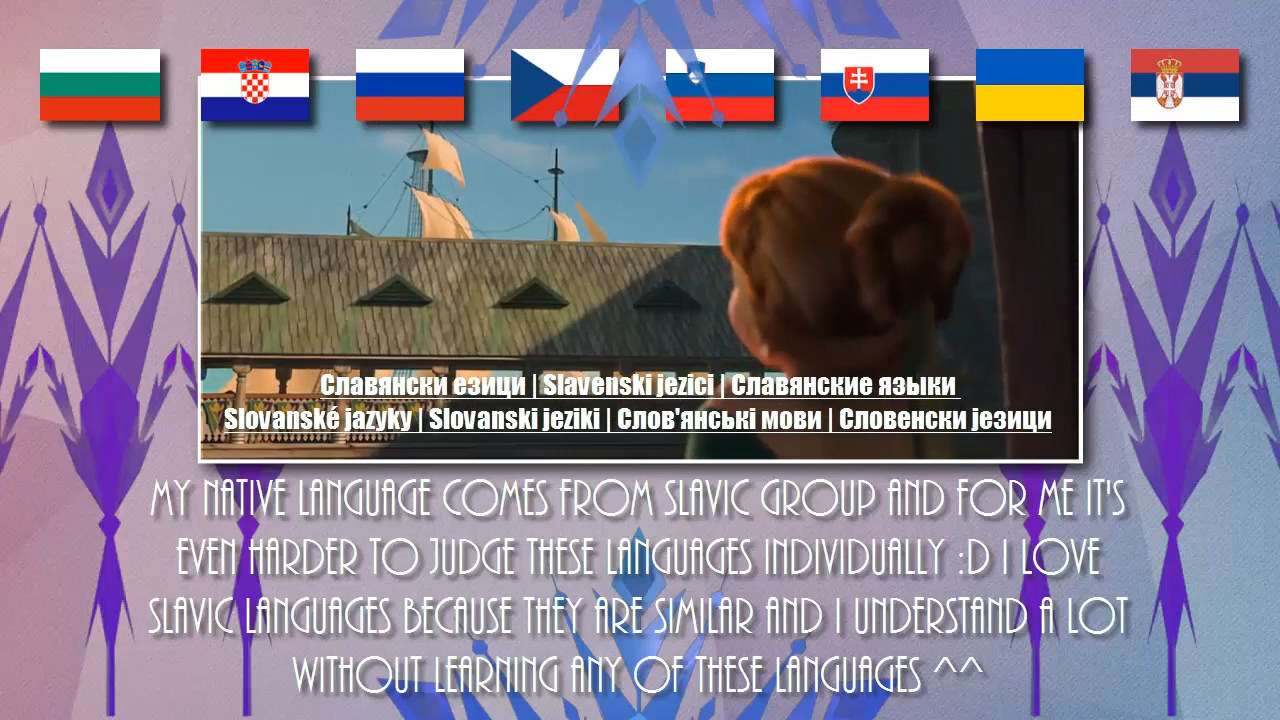 Славянски езици | Slavenski jezici | Славянские языки
Slovanské jazyky | Slovanski jeziki | Слов'янські мови | Словенски језици
MY NATIVE LANGUAGE COMES FROM SLAVIC GROUP AND FOR ME IT'S
EVEN HARDER TO JUDGE THESE LANGUAGES INDIVIDUALLY :D I LOVE
SLAVIC LANGUAGES BECAUSE THEY ARE SIMILAR AND I UNDERSTAND A LOT
WITHOUT LEARNING ANY OF THESE LANGUAGES ^^